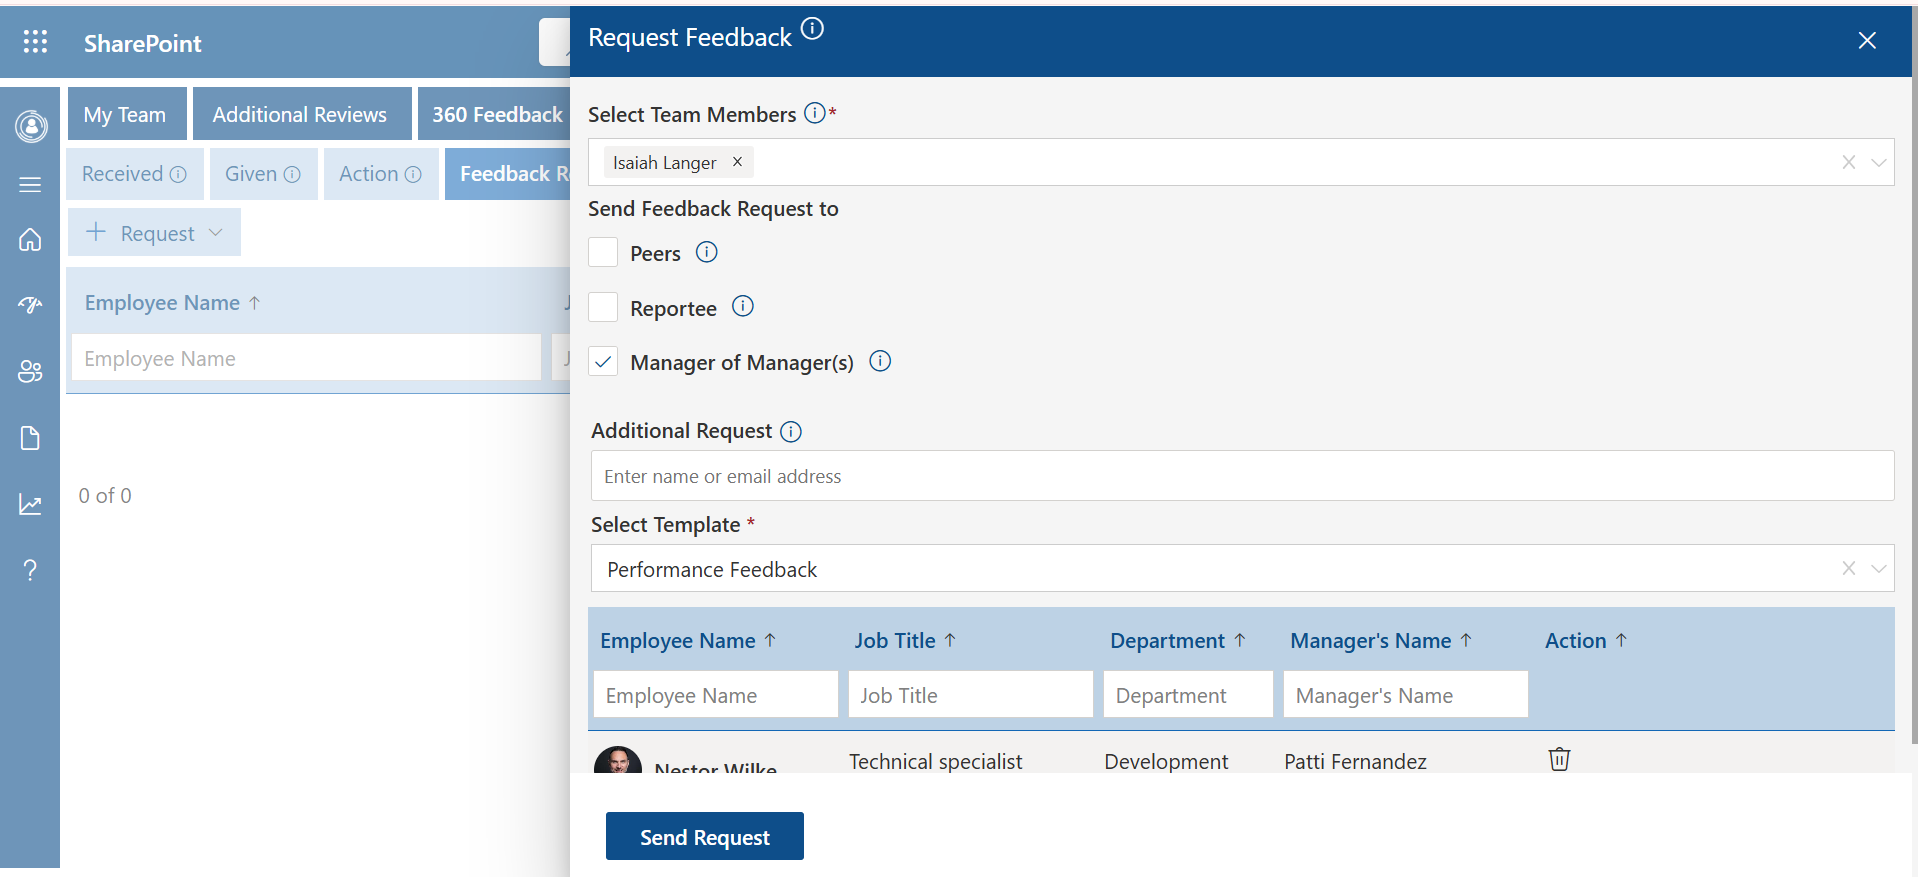 SharePoint
Request Feedback
My Team
Additional Reviews
360 Feedback
Received
Given
Action
Feedback R
Request
Employee Name
Employee Name
0 of 0
Select Team Members *
Isaiah Langer
Send Feedback Request to
Peers
Reportee
Manager of Manager(s)
Additional Request
Enter name or email address
Select Template *
Performance Feedback
Employee Name Job Title Department Manager's Name Action
Employee Name Job Title Department Manager's Name
Nestor Wilke Technical specialist Development Patti Fernandez
Send Request